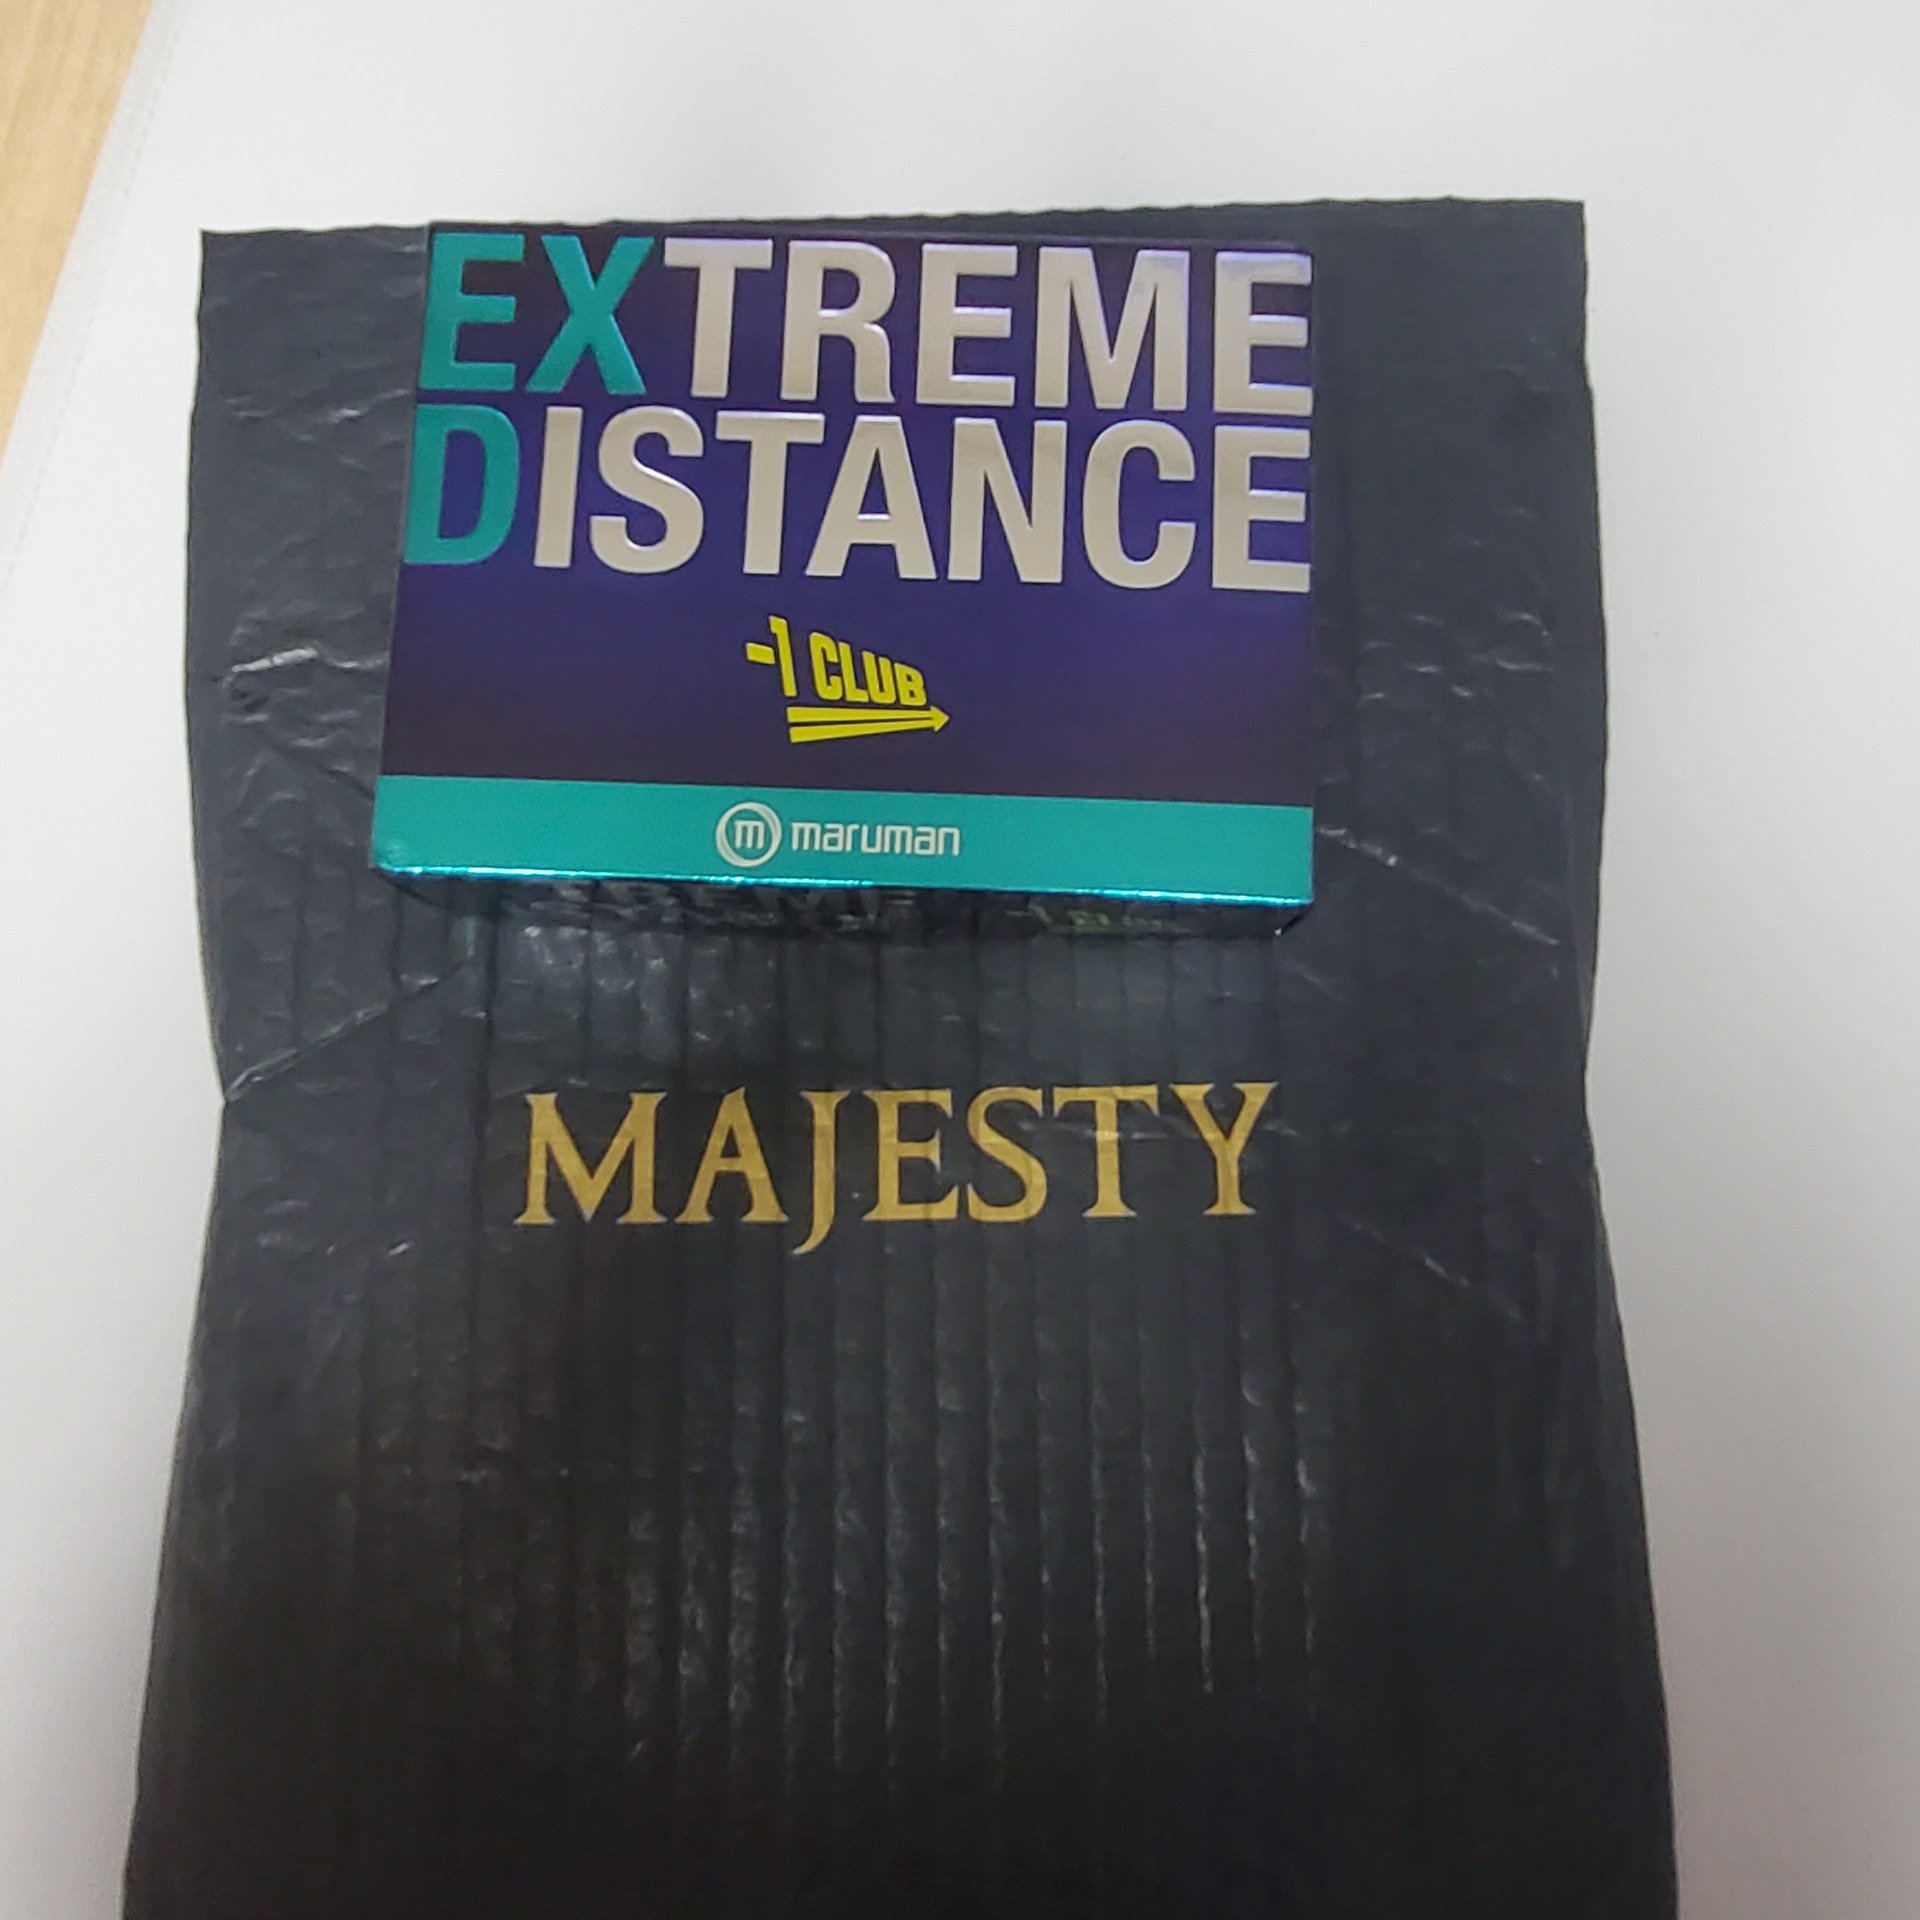 EXTREME
DISTANCE
-1 CLUB
m maruman
MAJESTY